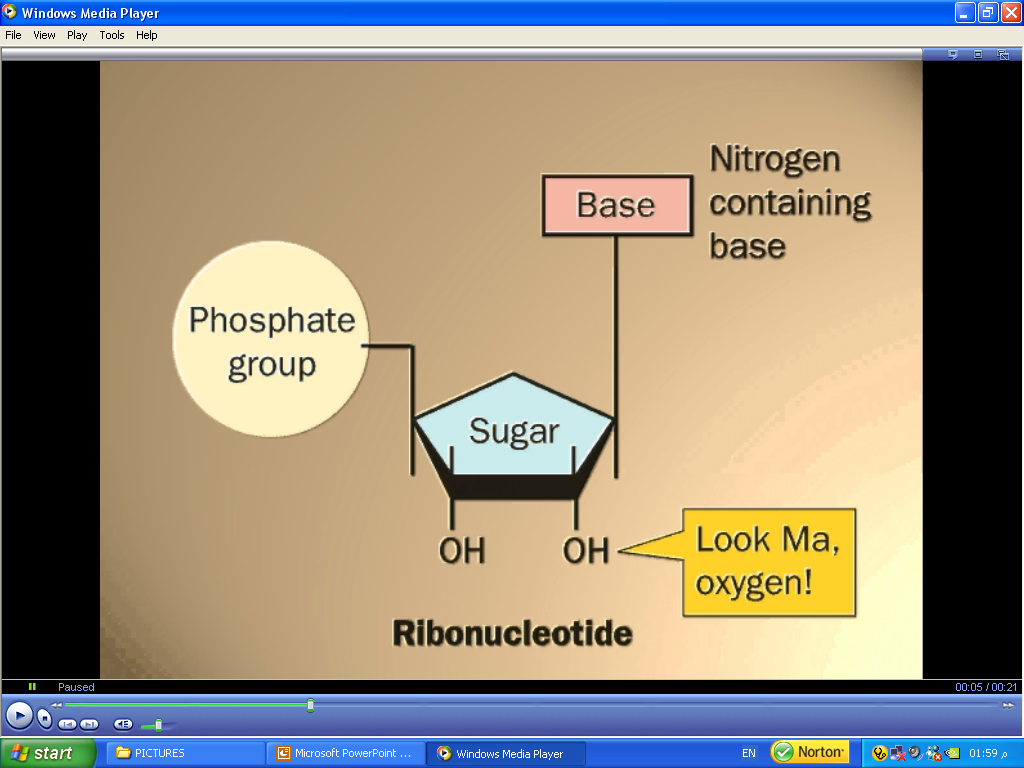 Windows Media Player
File View Play Tools Help
Nitrogen
containing
base
Base
Phosphate
group
Sugar
OH OH
Look Ma,
oxygen!
Ribonucleotide
Paused 00:05 / 00:21
start PICTURES Microsoft PowerPoint ... Windows Media Player EN Norton 01:59 م